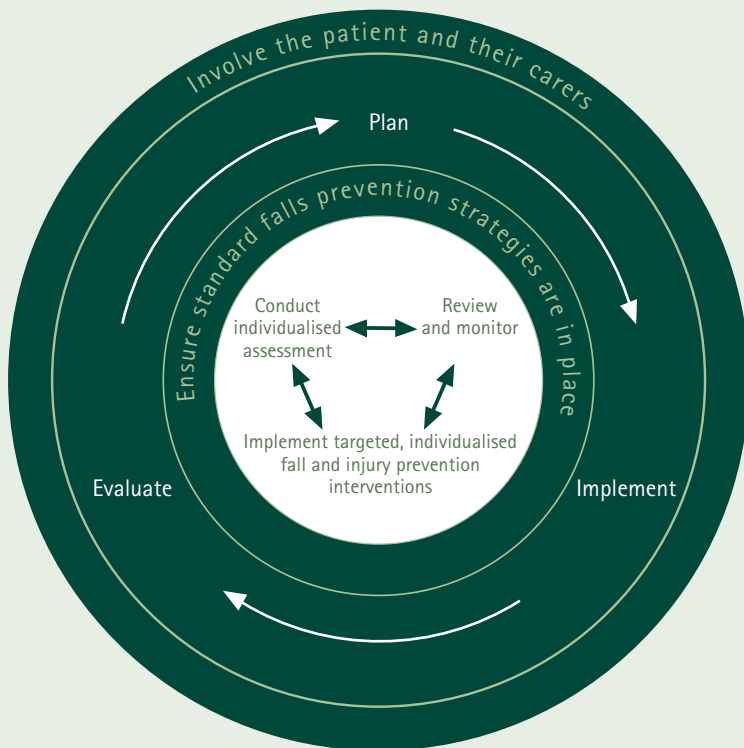 Involve the patient and their carers
Plan
Ensure standard falls prevention strategies are in place
Conduct
individualised
assessment
Review
and monitor
Implement targeted, individualised
fall and injury prevention
interventions
Evaluate
Implement